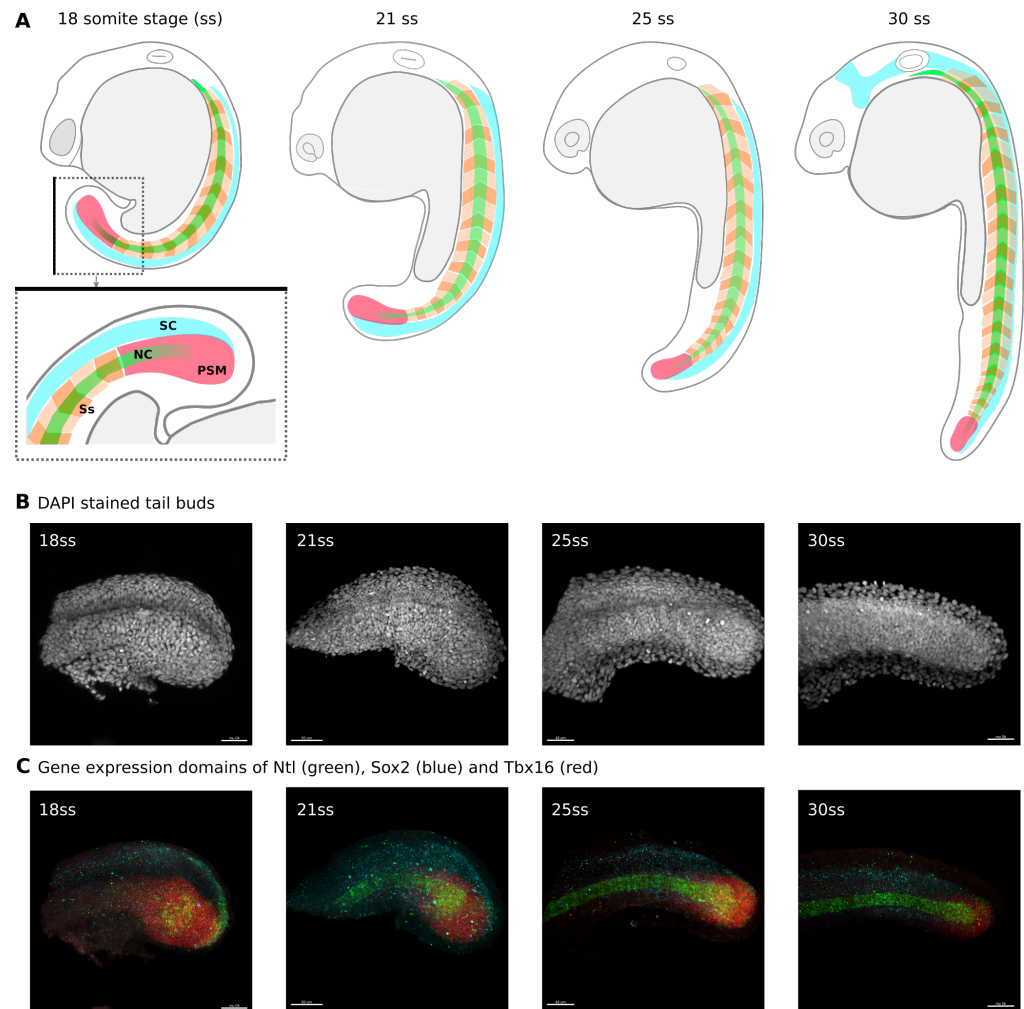 A 18 somite stage (ss) 21 ss 25 ss 30 ss
SC
NC
PSM
Ss
B DAPI stained tail buds
18ss 21ss 25ss 30ss
C Gene expression domains of Ntl (green), Sox2 (blue) and Tbx16 (red)
18ss 21ss 25ss 30ss